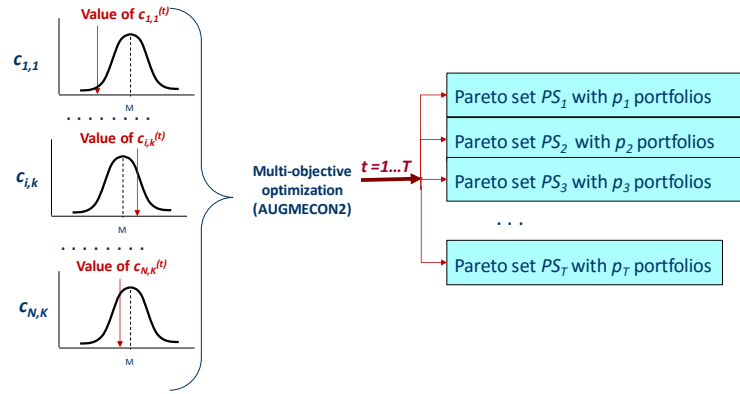 Value of c1,1(t)
c1,1
M
. . . . . . . .
Value of ci,k(t)
ci,k
M
. . . . . . . .
Value of cN,K(t)
cN,K
M
Multi-objective
optimization
(AUGMECON2)
t =1...T
Pareto set PS1 with p1 portfolios
Pareto set PS2 with p2 portfolios
Pareto set PS3 with p3 portfolios
. . .
Pareto set PST with pT portfolios